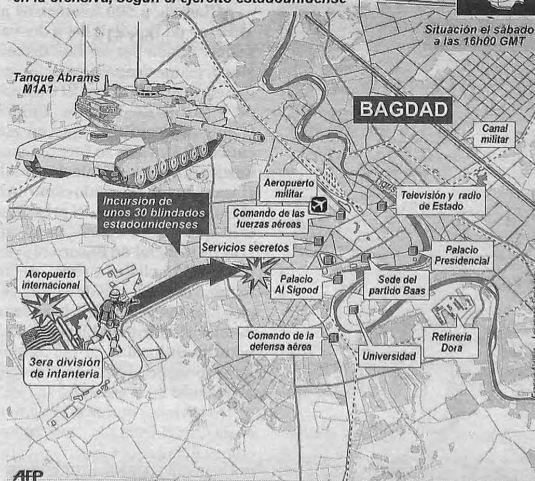 en la ofensiva, según el ejército estadounidense
Situación el sábado
a las 16h00 GMT
Tanque Abrams
M1A1
BAGDAD
Canal
militar
Aeropuerto
militar
Tigris
Televisión y radio
de Estado
Incursión de
unos 30 blindados
estadounidenses
Comando de las
fuerzas aéreas
Servicios secretos
Palacio
Presidencial
Aeropuerto
internacional
Palacio
Al Sigood
Sede del
partido Baas
3era división
de infantería
Comando de la
defensa aérea
Universidad
Refinería
Dora
AFP